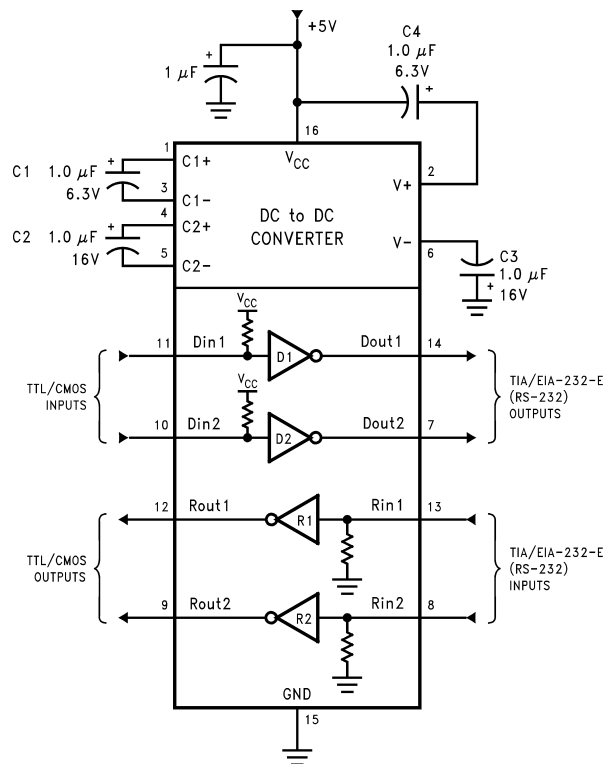 +5V
C4
1.0 μF
6.3V
+
+
1 μF
16
VCC
1
C1+
+
C1 1.0 μF
6.3V
3
C1-
4
C2+
+
C2 1.0 μF
16V
5
C2-
DC to DC
CONVERTER
2
V+
V-
6
C3
1.0 μF
+
16V
VCC
11
Din1
D1
Dout1
14
VCC
10
Din2
D2
Dout2
7
TTL/CMOS
INPUTS
TIA/EIA-232-E
(RS-232)
OUTPUTS
12
Rout1
R1
Rin1
13
9
Rout2
R2
Rin2
8
TTL/CMOS
OUTPUTS
TIA/EIA-232-E
(RS-232)
INPUTS
GND
15